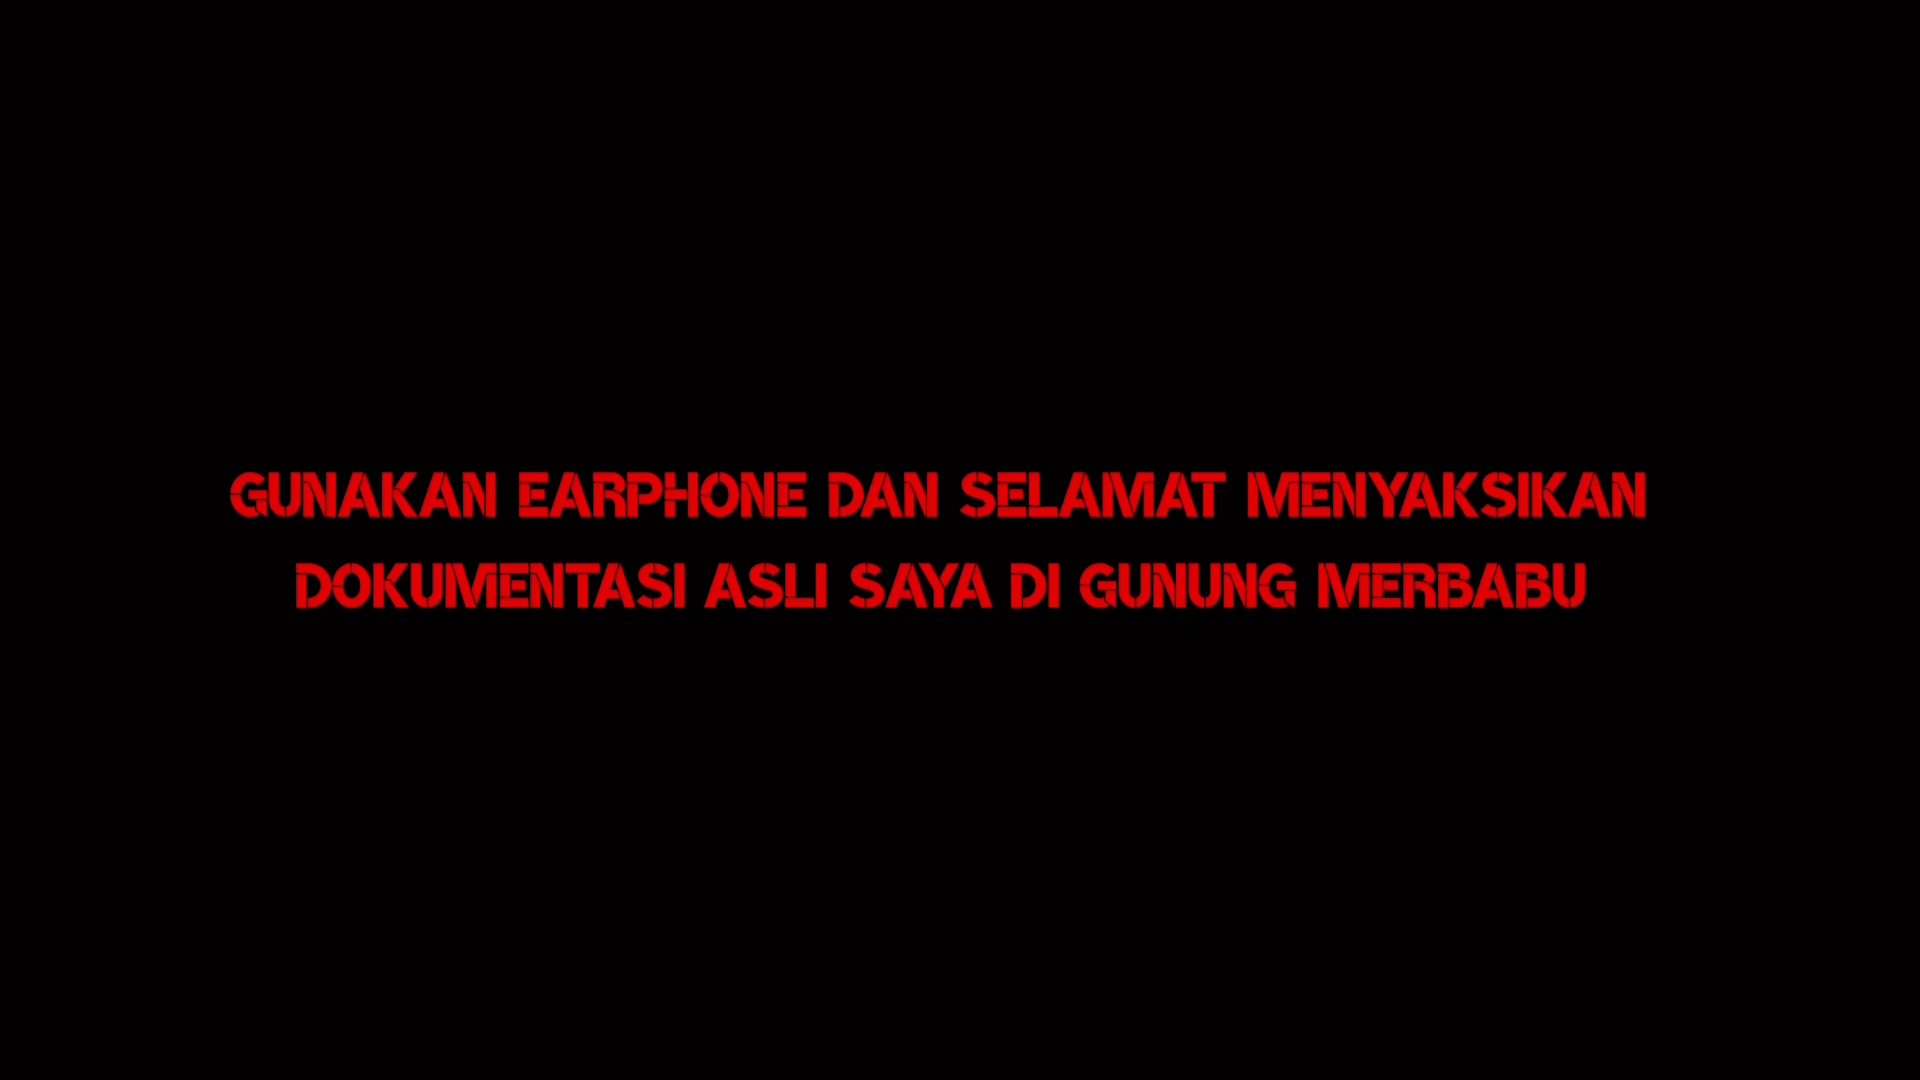 GUNAKAN EARPHONE DAN SELAMAT MENYAKSIKAN
DOKUMENTASI ASLI SAYA DI GUNUNG MERBABU